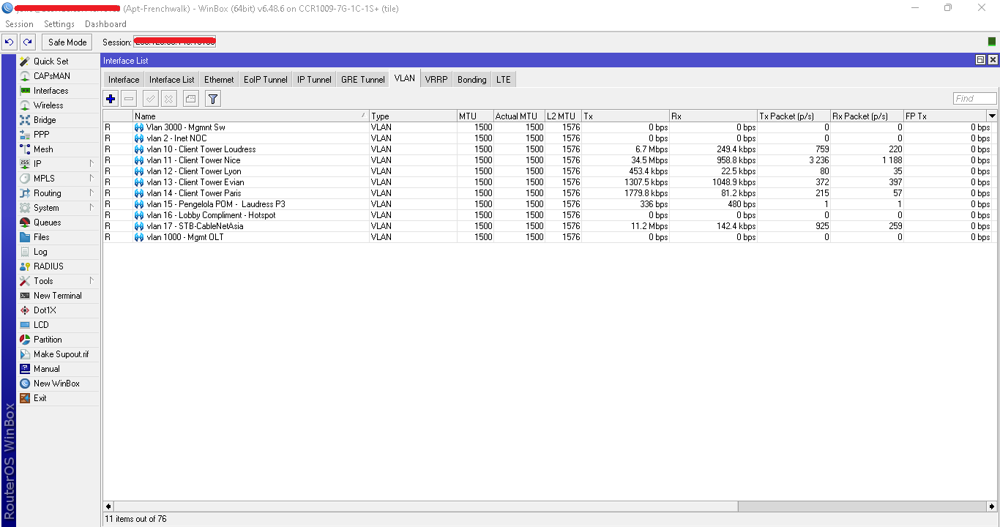 (Apt-Frenchwalk) - WinBox (64bit) v6.48.6 on CCR1009-7G-1C-1S+ (tile)
Session Settings Dashboard
Safe Mode Session:
Interface List
Interface Interface List Ethernet EoIP Tunnel IP Tunnel GRE Tunnel VLAN VRRP Bonding LTE
Find
Name Type MTU Actual MTU L2 MTU Tx Rx Tx Packet (p/s) Rx Packet (p/s) FP Tx
R Vlan 3000 - Mgmnt Sw VLAN 1500 1500 1576 0 bps 0 bps 0 0 0 bps
R vlan 2 - Inet NOC VLAN 1500 1500 1576 0 bps 0 bps 0 0 0 bps
R vlan 10 - Client Tower Loudress VLAN 1500 1500 1576 6.7 Mbps 249.4 kbps 759 220 0 bps
R vlan 11 - Client Tower Nice VLAN 1500 1500 1576 34.5 Mbps 958.8 kbps 3 236 1 188 0 bps
R vlan 12 - Client Tower Lyon VLAN 1500 1500 1576 453.4 kbps 22.5 kbps 80 35 0 bps
R vlan 13 - Client Tower Evian VLAN 1500 1500 1576 1307.5 kbps 1048.9 kbps 372 397 0 bps
R vlan 14 - Client Tower Paris VLAN 1500 1500 1576 1779.8 kbps 81.2 kbps 215 57 0 bps
R vlan 15 - Pengelola POM - Laudress P3 VLAN 1500 1500 1576 336 bps 480 bps 1 1 0 bps
R vlan 16 - Lobby Compliment - Hotspot VLAN 1500 1500 1576 0 bps 0 bps 0 0 0 bps
R vlan 17 - STB-CableNetAsia VLAN 1500 1500 1576 11.2 Mbps 142.4 kbps 925 259 0 bps
R vlan 1000 - Mgmt OLT VLAN 1500 1500 1576 0 bps 0 bps 0 0 0 bps
11 items out of 76
Quick Set
CAPsMAN
Interfaces
Wireless
Bridge
PPP
Mesh
IP
MPLS
Routing
System
Queues
Files
Log
RADIUS
Tools
New Terminal
Dot1X
LCD
Partition
Make Supout.rif
Manual
New WinBox
Exit
RouterOS WinBox